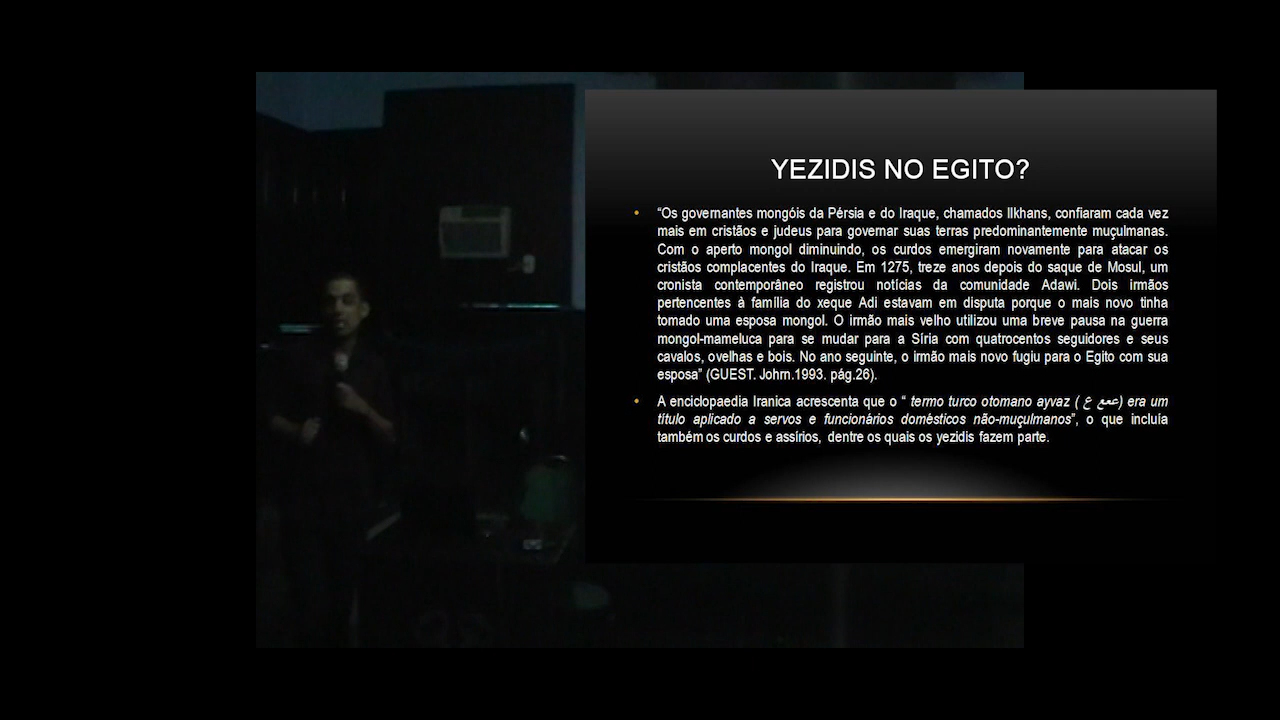 YEZIDIS NO EGITO?
• “Os governantes mongóis da Pérsia e do Iraque, chamados Ilkhans, confiaram cada vez
mais em cristãos e judeus para governar suas terras predominantemente muçulmanas.
Com o aperto mongol diminuindo, os curdos emergiram novamente para atacar os
cristãos complacentes do Iraque. Em 1275, treze anos depois do saque de Mosul, um
cronista contemporâneo registrou notícias da comunidade Adawi. Dois irmãos
pertencentes à família do xeque Adi estavam em disputa porque o mais novo tinha
tomado uma esposa mongol. O irmão mais velho utilizou uma breve pausa na guerra
mongol-mameluca para se mudar para a Síria com quatrocentos seguidores e seus
cavalos, ovelhas e bois. No ano seguinte, o irmão mais novo fugiu para o Egito com sua
esposa” (GUEST. John.1993. pág.26).
• A enciclopaedia Iranica acrescenta que o “ termo turco otomano ayvaz ( ) era um
título aplicado a servos e funcionários domésticos não-muçulmanos”, o que incluía
também os curdos e assírios, dentre os quais os yezidis fazem parte.